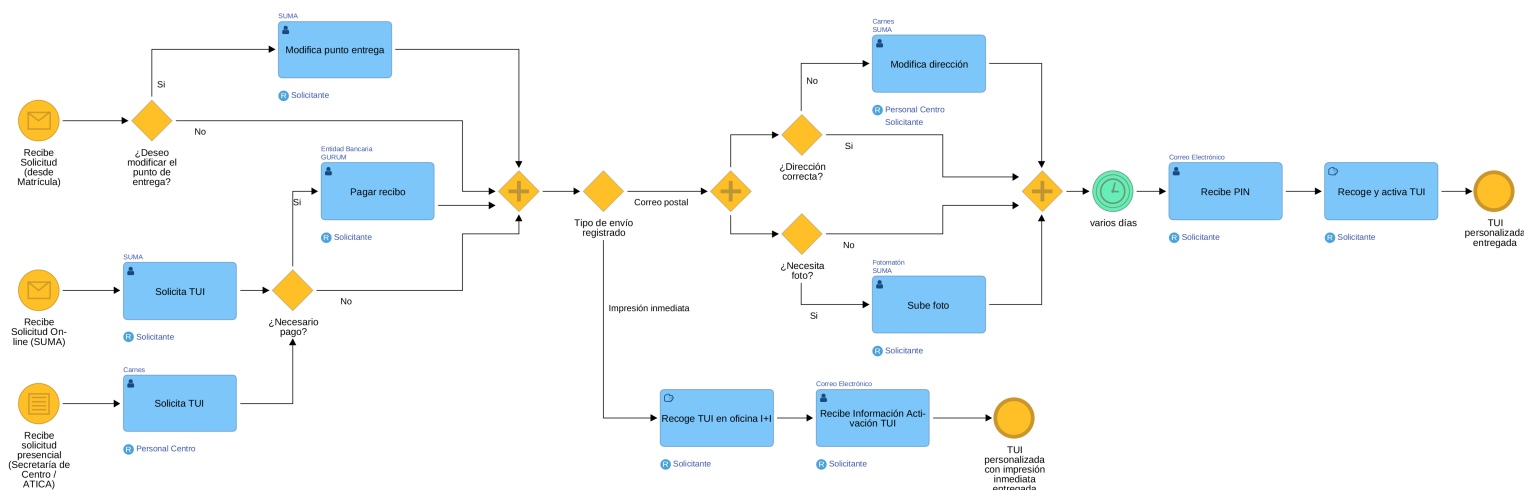 SUMA
Modifica punto entrega
R Solicitante
Si
No
Recibe
Solicitud
(desde
Matrícula)
¿Deseo
modificar el
punto de
entrega?
Entidad Bancaria
GURUM
Pagar recibo
R Solicitante
Si
SUMA
Solicita TUI
R Solicitante
Recibe
Solicitud On-
line (SUMA)
¿Necesario
pago?
No
Carnes
Solicita TUI
R Personal Centro
Recibe
solicitud
presencial
(Secretaría de
Centro /
ATICA)
Tipo de envío
registrado
Correo postal
Impresión inmediata
Carnes
SUMA
Modifica dirección
R Personal Centro
Solicitante
No
¿Dirección
correcta?
Si
¿Necesita
foto?
No
Si
Fotomatón
SUMA
Sube foto
R Solicitante
varios días
Correo Electrónico
Recibe PIN
R Solicitante
Recoge y activa TUI
R Solicitante
TUI
personalizada
entregada
Recoge TUI en oficina I+I
R Solicitante
Correo Electrónico
Recibe Información Acti-
vación TUI
R Solicitante
TUI
personalizada
con impresión
inmediata
entregada